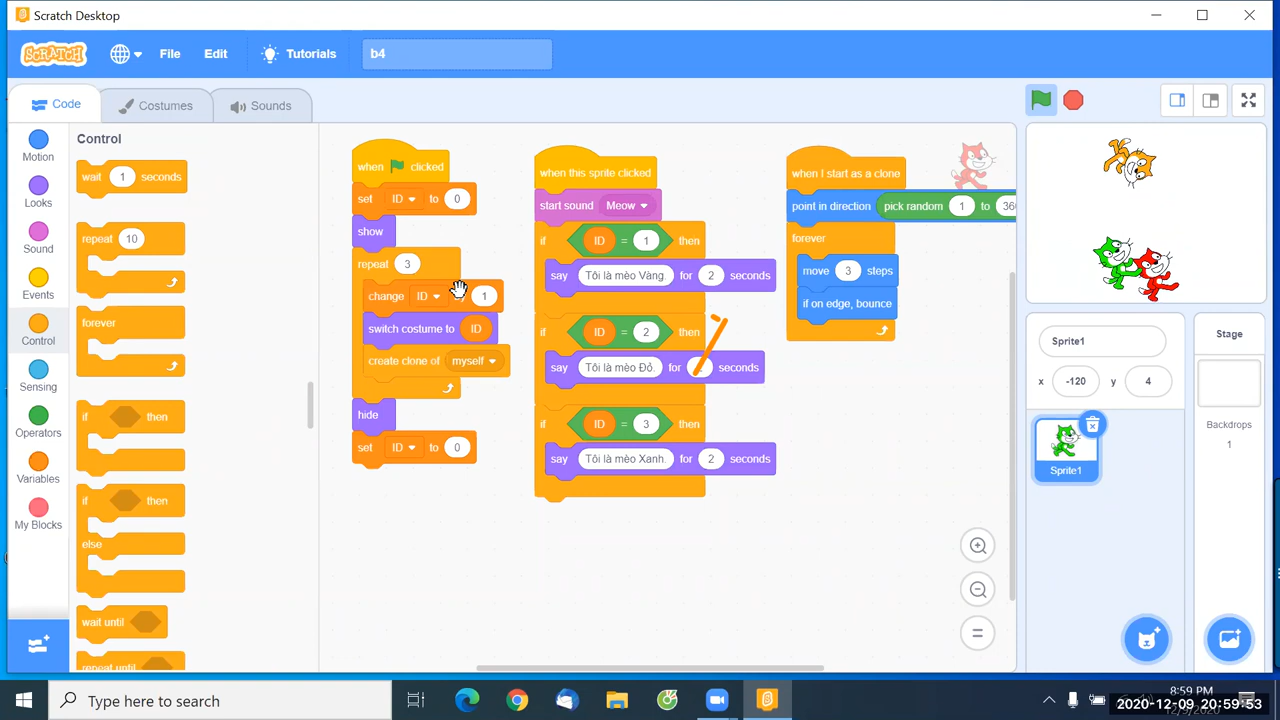 Scratch Desktop
SCRATCH
File
Edit
Tutorials
b4
Code
Costumes
Sounds
Motion
Looks
Sound
Events
Control
Sensing
Operators
Variables
My Blocks
Control
wait 1 seconds
repeat 10
forever
if then
if then
else
wait until
repeat until
when clicked
set ID to 0
show
repeat 3
change ID 1
switch costume to ID
create clone of myself
hide
set ID to 0
when this sprite clicked
start sound Meow
if ID = 1 then
say Tôi là mèo Vàng. for 2 seconds
if ID = 2 then
say Tôi là mèo Đỏ. for seconds
if ID = 3 then
say Tôi là mèo Xanh. for 2 seconds
when I start as a clone
point in direction pick random 1 to 36
forever
move 3 steps
if on edge, bounce
Sprite1
x -120 y 4
Sprite1
Stage
Backdrops
1
Type here to search
8:59 PM
2020-12-09 20:59:53